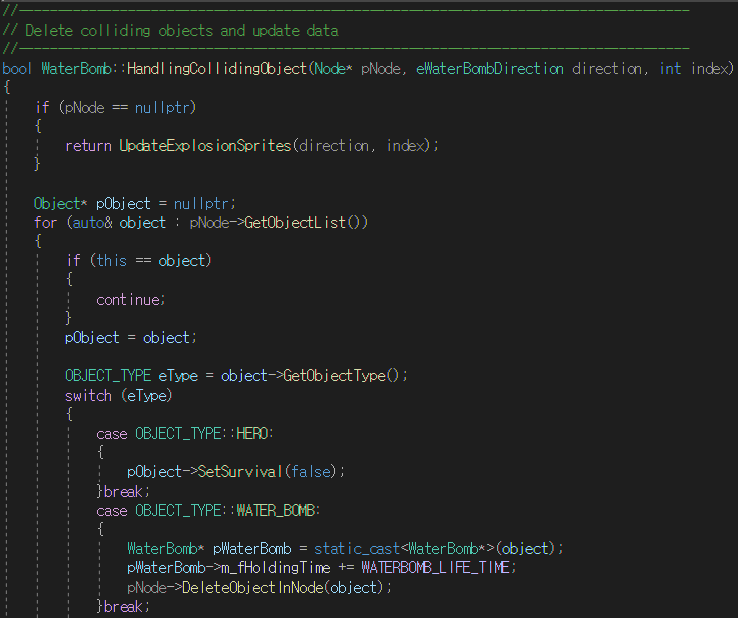 //--------------------------------------------------------------------------------------
// Delete colliding objects and update data
//--------------------------------------------------------------------------------------
bool WaterBomb::HandlingCollidingObject(Node* pNode, eWaterBombDirection direction, int index)
{
    if (pNode == nullptr)
    {
        return UpdateExplosionSprites(direction, index);
    }

    Object* pObject = nullptr;
    for (auto& object : pNode->GetObjectList())
    {
        if (this == object)
        {
            continue;
        }
        pObject = object;

        OBJECT_TYPE eType = object->GetObjectType();
        switch (eType)
        {
            case OBJECT_TYPE::HERO:
            {
                pObject->SetSurvival(false);
            }break;
            case OBJECT_TYPE::WATER_BOMB:
            {
                WaterBomb* pWaterBomb = static_cast<WaterBomb*>(object);
                pWaterBomb->m_fHoldingTime += WATERBOMB_LIFE_TIME;
                pNode->DeleteObjectInNode(object);
            }break;